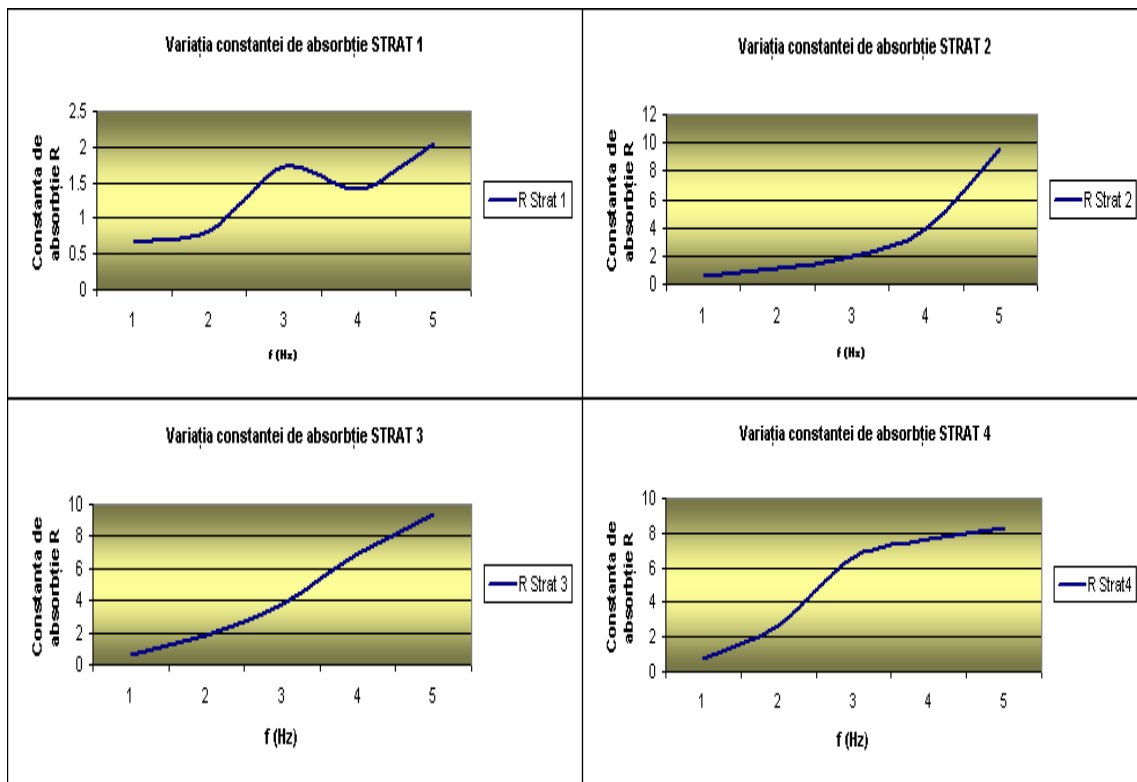 Variația constantei de absorbție STRAT 1
Constanta de
absorbție R
2.5
2
1.5
1
0.5
0
1 2 3 4 5
f (Hz)
R Strat 1
Variația constantei de absorbție STRAT 2
Constanta de
absorbție R
12
10
8
6
4
2
0
1 2 3 4 5
f (Hz)
R Strat 2
Variația constantei de absorbție STRAT 3
Constanta de
absorbție R
10
8
6
4
2
0
1 2 3 4 5
f (Hz)
R Strat 3
Variația constantei de absorbție STRAT 4
Constanta de
absorbție R
10
8
6
4
2
0
1 2 3 4 5
f (Hz)
R Strat4